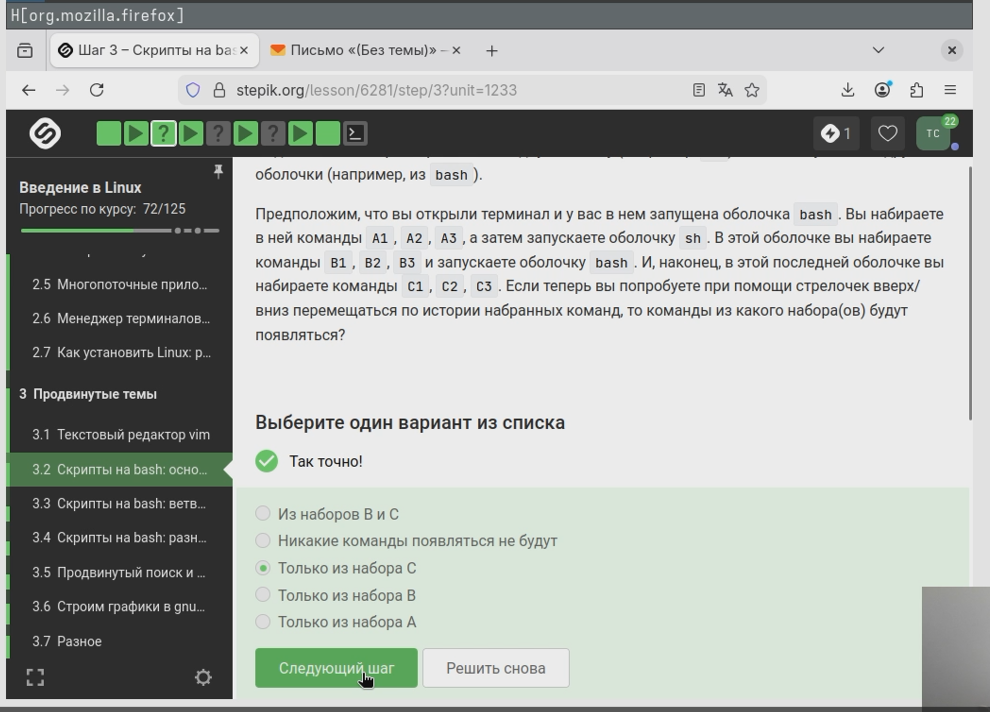 H[org.mozilla.firefox]
Шаг 3 – Скрипты на bas
Письмо «(Без темы)» –
stepik.org/lesson/6281/step/3?unit=1233
1
TC
22
Введение в Linux
Прогресс по курсу: 72/125
2.5 Многопоточные прило...
2.6 Менеджер терминалов...
2.7 Как установить Linux: р...
3 Продвинутые темы
3.1 Текстовый редактор vim
3.2 Скрипты на bash: осно...
3.3 Скрипты на bash: ветв...
3.4 Скрипты на bash: разн...
3.5 Продвинутый поиск и ...
3.6 Строим графики в gnu...
3.7 Разное
оболочки (например, из bash ).
Предположим, что вы открыли терминал и у вас в нем запущена оболочка bash . Вы набираете
в ней команды A1 , A2 , A3 , а затем запускаете оболочку sh . В этой оболочке вы набираете
команды B1 , B2 , B3 и запускаете оболочку bash . И, наконец, в этой последней оболочке вы
набираете команды C1 , C2 , C3 . Если теперь вы попробуете при помощи стрелочек вверх/
вниз перемещаться по истории набранных команд, то команды из какого набора(ов) будут
появляться?
Выберите один вариант из списка
Так точно!
Из наборов B и C
Никакие команды появляться не будут
Только из набора C
Только из набора B
Только из набора A
Следующий шаг
Решить снова